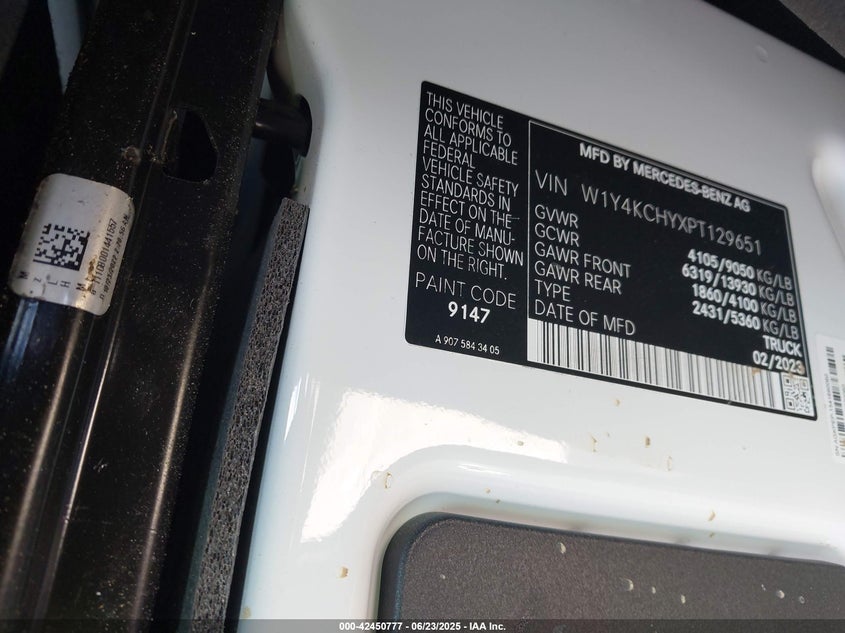 THIS VEHICLE
CONFORMS TO
ALL APPLICABLE
FEDERAL
VEHICLE SAFETY
STANDARDS IN
EFFECT ON THE
DATE OF MANU-
FACTURE SHOWN
ON THE RIGHT.
PAINT CODE
9147
A 907 584 34 05
MFD BY MERCEDES-BENZ AG
VIN W1Y4KCHYXPT129651
GVWR 4105/9050 KG/LB
GCWR 6319/13930 KG/LB
GAWR FRONT 1860/4100 KG/LB
GAWR REAR 2431/5360 KG/LB
TYPE TRUCK
DATE OF MFD 02/2023
M Z L H M
000-42450777 - 06/23/2025 - IAA Inc.